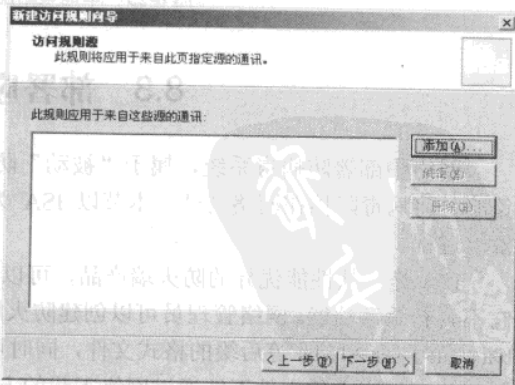 新建访问规则向导
访问规则源
此规则将应用于来自此页指定源的通讯。
此规则应用于来自这些源的通讯:
添加(A)...
编辑(E)...
删除(R)
< 上一步(B) 下一步(N) > 取消